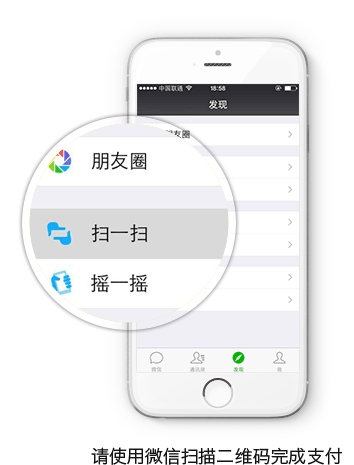 中国联通
18:58
发现
朋友圈
朋友圈
扫一扫
摇一摇
微信
通讯录
发现
我
请使用微信扫描二维码完成支付